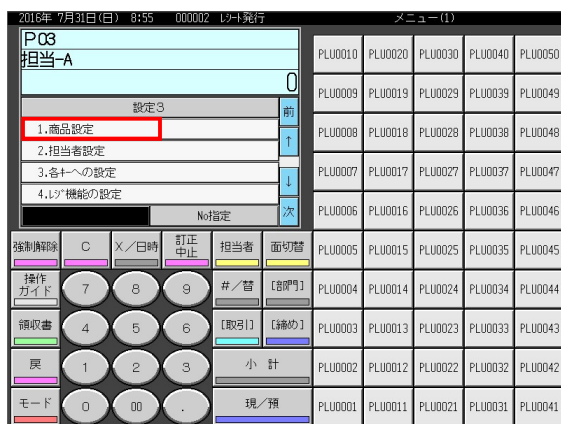 2016年 7月31日(日) 8:55 000002 レシート発行 メニュー(1)
P03
担当-A
0
設定3
前
1.商品設定
↑
2.担当者設定
3.各キーへの設定
↓
4.レジ機能の設定
No指定
次
強制解除 C X/日時 訂正中止 担当者 面切替
操作ガイド 7 8 9 #/替 [部門]
領収書 4 5 6 [取引] [締め]
戻 1 2 3 小 計
モード 0 00 . 現/預
PLU0010 PLU0020 PLU0030 PLU0040 PLU0050
PLU0009 PLU0019 PLU0029 PLU0039 PLU0049
PLU0008 PLU0018 PLU0028 PLU0038 PLU0048
PLU0007 PLU0017 PLU0027 PLU0037 PLU0047
PLU0006 PLU0016 PLU0026 PLU0036 PLU0046
PLU0005 PLU0015 PLU0025 PLU0035 PLU0045
PLU0004 PLU0014 PLU0024 PLU0034 PLU0044
PLU0003 PLU0013 PLU0023 PLU0033 PLU0043
PLU0002 PLU0012 PLU0022 PLU0032 PLU0042
PLU0001 PLU0011 PLU0021 PLU0031 PLU0041